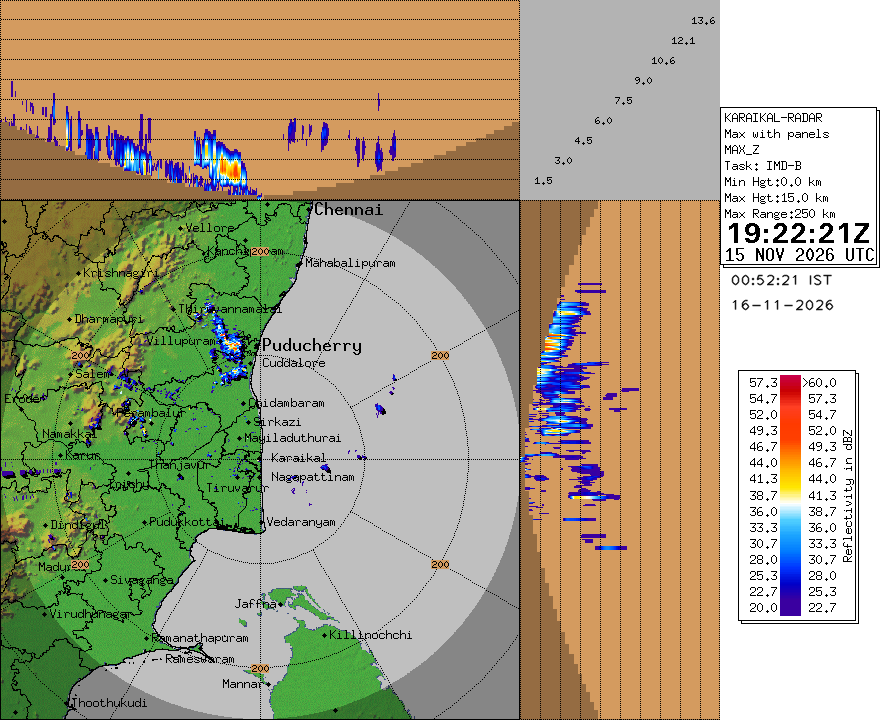 13.6
12.1
10.6
9.0
7.5
6.0
4.5
3.0
1.5
KARAIKAL-RADAR
Max with panels
MAX_Z
Task: IMD-B
Min Hgt:0.0 km
Max Hgt:15.0 km
Max Range:250 km
19:22:21Z
15 NOV 2026 UTC
00:52:21 IST
16-11-2026
Chennai
Vellore
200
Mahabalipuram
Krishnagiri
Thiruvannamalai
Dharmapuri
Villupuram
Puducherry
200
200
Cuddalore
Salem
Erode
Chidambaram
Perambalur
Sirkazi
Namakkal
Mayiladuthurai
Karur
Karaikal
Thanjavur
Nagapattinam
Tiruvarur
Dindigul
Pudukkottai
Vedaranyam
200
200
Sivaganga
Jaffna
Virudhunagar
Killinochchi
Ramanathapuram
Rameswaram
200
Mannar
Thoothukudi
57.3 >60.0
54.7 57.3
52.0 54.7
49.3 52.0
46.7 49.3
44.0 46.7
41.3 44.0
38.7 41.3
36.0 38.7
33.3 36.0
30.7 33.3
28.0 30.7
25.3 28.0
22.7 25.3
20.0 22.7
Reflectivity in dBZ